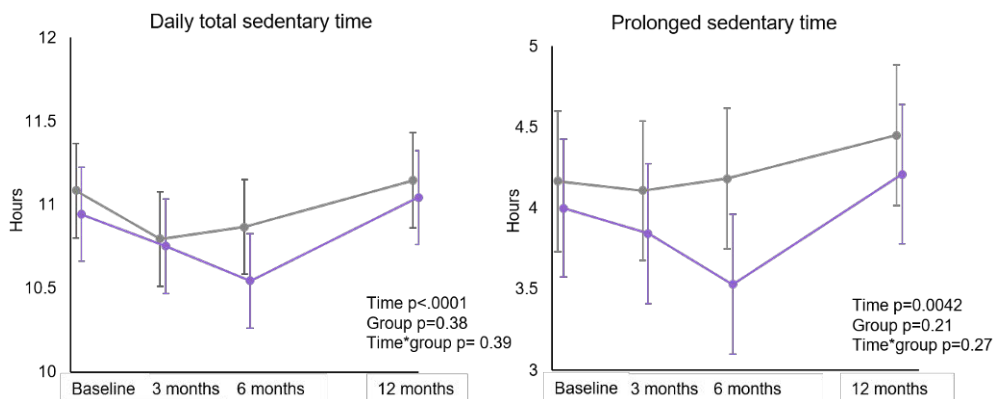 Daily total sedentary time
12
11.5
11
10.5
10
Hours
Time p<.0001
Group p=0.38
Time*group p= 0.39
Baseline 3 months 6 months 12 months
Prolonged sedentary time
5
4.5
4
3.5
3
Hours
Time p=0.0042
Group p=0.21
Time*group p=0.27
Baseline 3 months 6 months 12 months